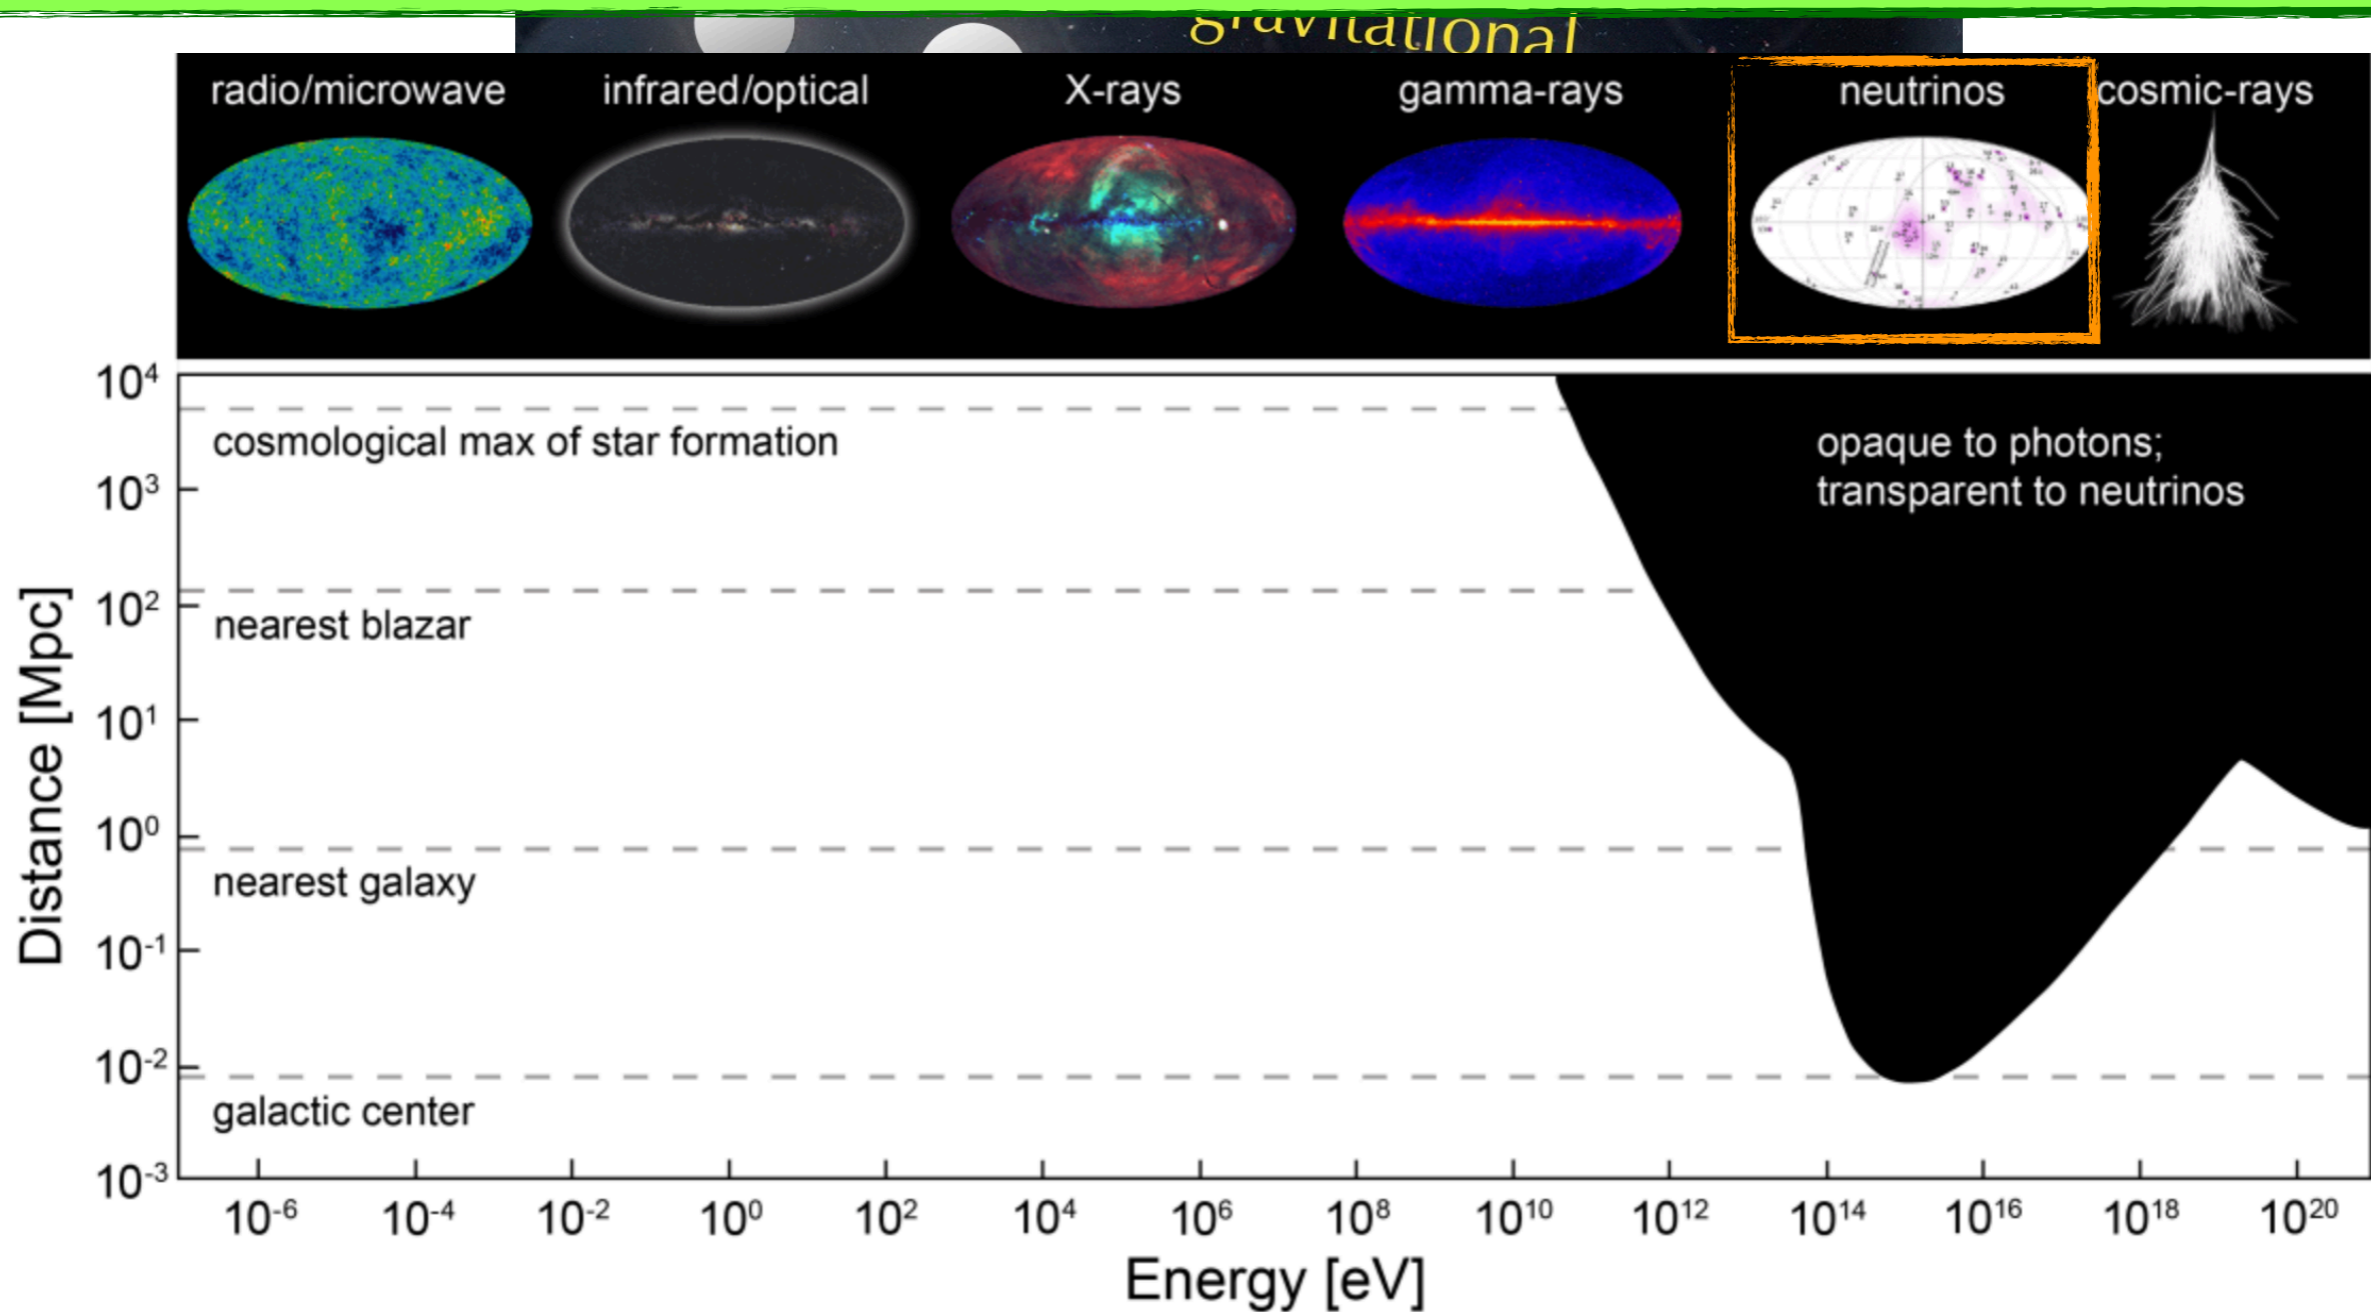 gravitational
radio/microwave infrared/optical X-rays gamma-rays neutrinos cosmic-rays
10⁴
cosmological max of star formation
opaque to photons;
transparent to neutrinos
10³
10²
nearest blazar
10¹
10⁰
nearest galaxy
10⁻¹
10⁻²
galactic center
10⁻³
Distance [Mpc]
10⁻⁶ 10⁻⁴ 10⁻² 10⁰ 10² 10⁴ 10⁶ 10⁸ 10¹⁰ 10¹² 10¹⁴ 10¹⁶ 10¹⁸ 10²⁰
Energy [eV]